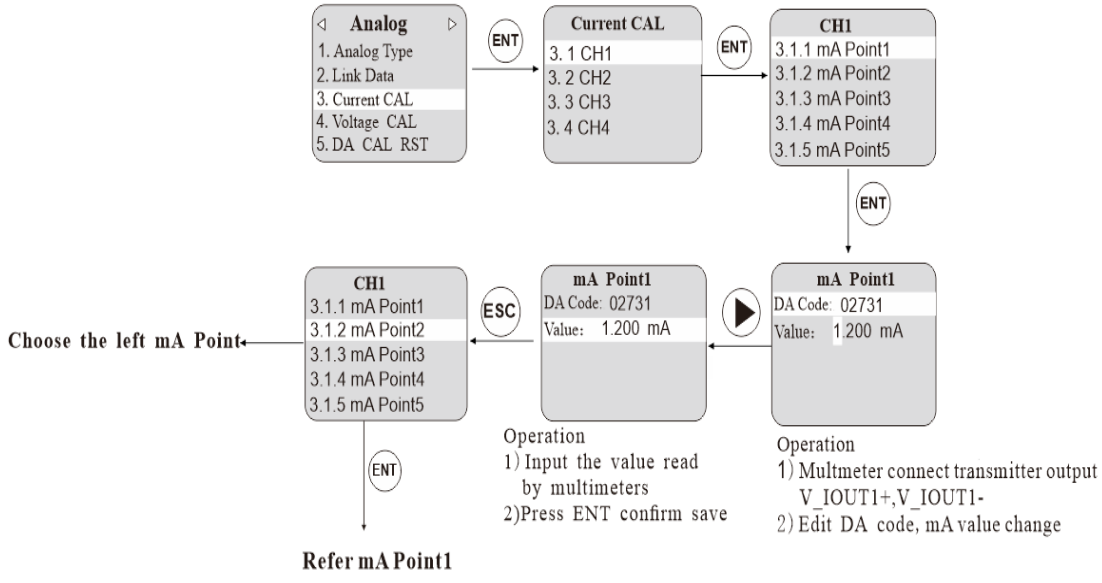 Analog
1. Analog Type
2. Link Data
3. Current CAL
4. Voltage CAL
5. DA CAL RST
ENT
Current CAL
3. 1 CH1
3. 2 CH2
3. 3 CH3
3. 4 CH4
ENT
CH1
3.1.1 mA Point1
3.1.2 mA Point2
3.1.3 mA Point3
3.1.4 mA Point4
3.1.5 mA Point5
ENT
mA Point1
DA Code: 02731
Value: 1.200 mA
Operation
1) Multmeter connect transmitter output
V_IOUT1+,V_IOUT1-
2) Edit DA code, mA value change
mA Point1
DA Code: 02731
Value: 1.200 mA
Operation
1) Input the value read
by multimeters
2)Press ENT confirm save
ESC
CH1
3.1.1 mA Point1
3.1.2 mA Point2
3.1.3 mA Point3
3.1.4 mA Point4
3.1.5 mA Point5
Choose the left mA Point
ENT
Refer mA Point1